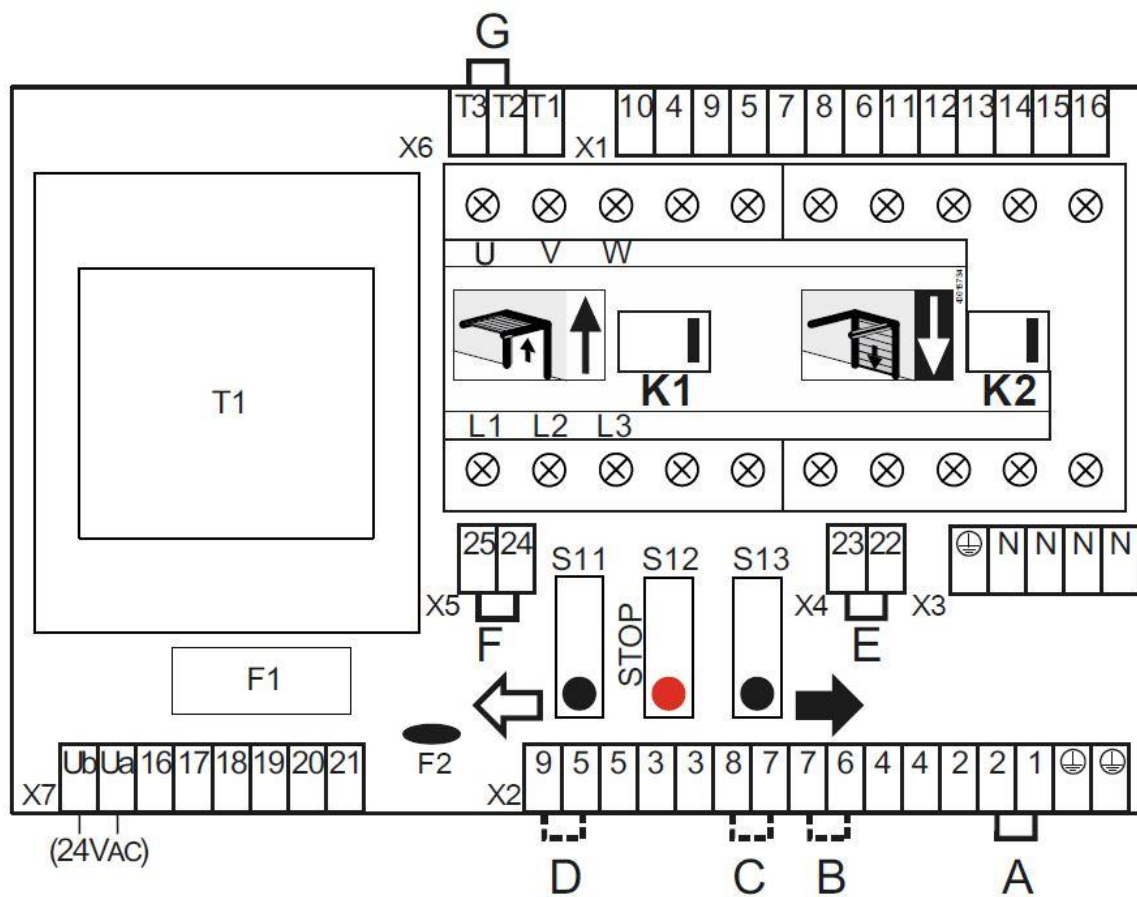 G
T3 T2 T1 10 4 9 5 7 8 6 11 12 13 14 15 16
X6 X1
U V W
40016734
T1
K1 K2
L1 L2 L3
25 24 23 22 N N N N
S11 S12 S13
X5 X4 X3
STOP
F E
F1
F2
Ub Ua 16 17 18 19 20 21 9 5 5 3 3 8 7 7 6 4 4 2 2 1
X7 X2
(24VAC)
D C B A